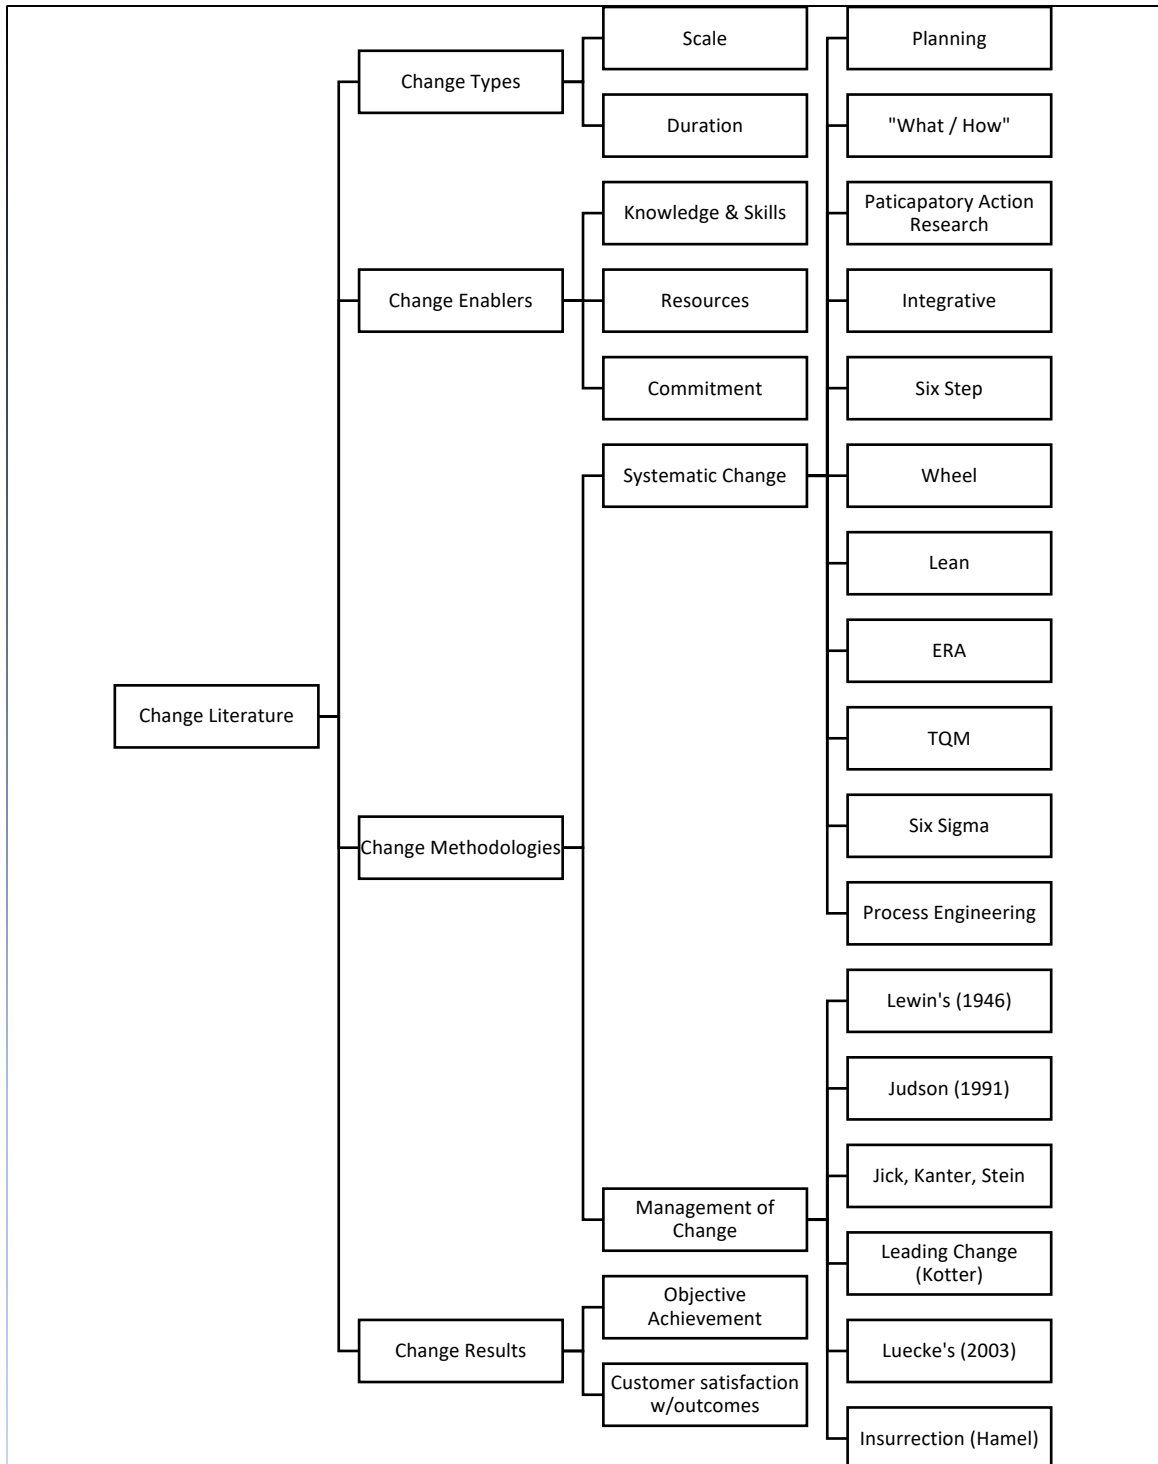 Change Literature
Change Types
Scale
Duration
Change Enablers
Knowledge & Skills
Resources
Commitment
Change Methodologies
Systematic Change
Planning
"What / How"
Paticapatory Action
Research
Integrative
Six Step
Wheel
Lean
ERA
TQM
Six Sigma
Process Engineering
Management of
Change
Lewin's (1946)
Judson (1991)
Jick, Kanter, Stein
Leading Change
(Kotter)
Luecke's (2003)
Insurrection (Hamel)
Change Results
Objective
Achievement
Customer satisfaction
w/outcomes